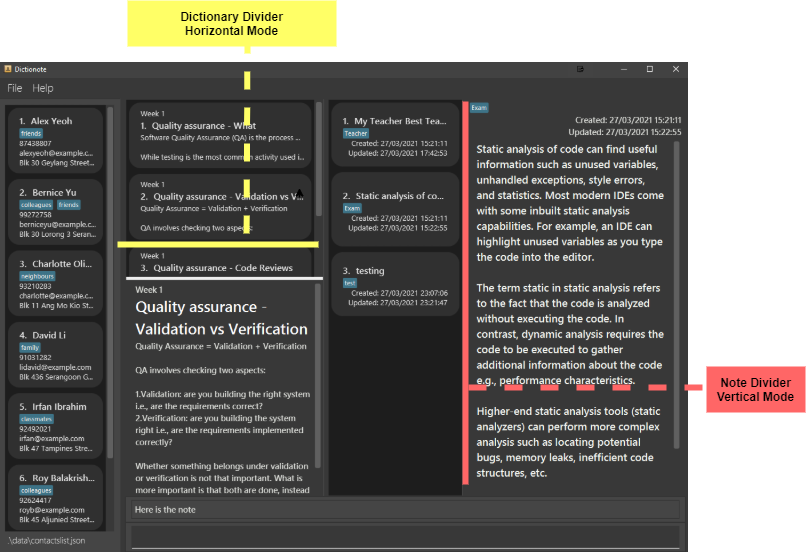 Dictionary Divider
Horizontal Mode
Dictionote
File Help
1. Alex Yeoh
friends
87438807
alexyeoh@example.c...
Blk 30 Geylang Street...
2. Bernice Yu
colleagues friends
99272758
berniceyu@example.c...
Blk 30 Lorong 3 Seran...
3. Charlotte Oli...
neighbours
93210283
charlotte@example.c...
Blk 11 Ang Mo Kio St...
4. David Li
family
91031282
lidavid@example.com
Blk 436 Serangoon G...
5. Irfan Ibrahim
classmates
92492021
irfan@example.com
Blk 47 Tampines Stre...
6. Roy Balakrish...
colleagues
92624417
royb@example.com
Blk 45 Aljunied Street...
.\data\contactslist.json
Week 1
1. Quality assurance - What
Software Quality Assurance (QA) is the process ...
While testing is the most common activity used i...
Week 1
2. Quality assurance - Validation vs V...
Quality Assurance = Validation + Verification
QA involves checking two aspects:
Week 1
3. Quality assurance - Code Reviews
Week 1
Quality assurance -
Validation vs Verification
Quality Assurance = Validation + Verification
QA involves checking two aspects:
1.Validation: are you building the right system
i.e., are the requirements correct?
2.Verification: are you building the system
right i.e., are the requirements implemented
correctly?
Whether something belongs under validation
or verification is not that important. What is
more important is that both are done, instead
1. My Teacher Best Tea...
Teacher
Created: 27/03/2021 15:21:11
Updated: 27/03/2021 17:42:53
2. Static analysis of co...
Exam
Created: 27/03/2021 15:21:11
Updated: 27/03/2021 15:22:55
3. testing
test
Created: 27/03/2021 23:07:06
Updated: 27/03/2021 23:21:47
Exam
Created: 27/03/2021 15:21:11
Updated: 27/03/2021 15:22:55
Static analysis of code can find useful
information such as unused variables,
unhandled exceptions, style errors,
and statistics. Most modern IDEs come
with some inbuilt static analysis
capabilities. For example, an IDE can
highlight unused variables as you type
the code into the editor.
The term static in static analysis refers
to the fact that the code is analyzed
without executing the code. In
contrast, dynamic analysis requires the
code to be executed to gather
additional information about the code
e.g., performance characteristics.
Higher-end static analysis tools (static
analyzers) can perform more complex
analysis such as locating potential
bugs, memory leaks, inefficient code
structures, etc.
Note Divider
Vertical Mode
Here is the note